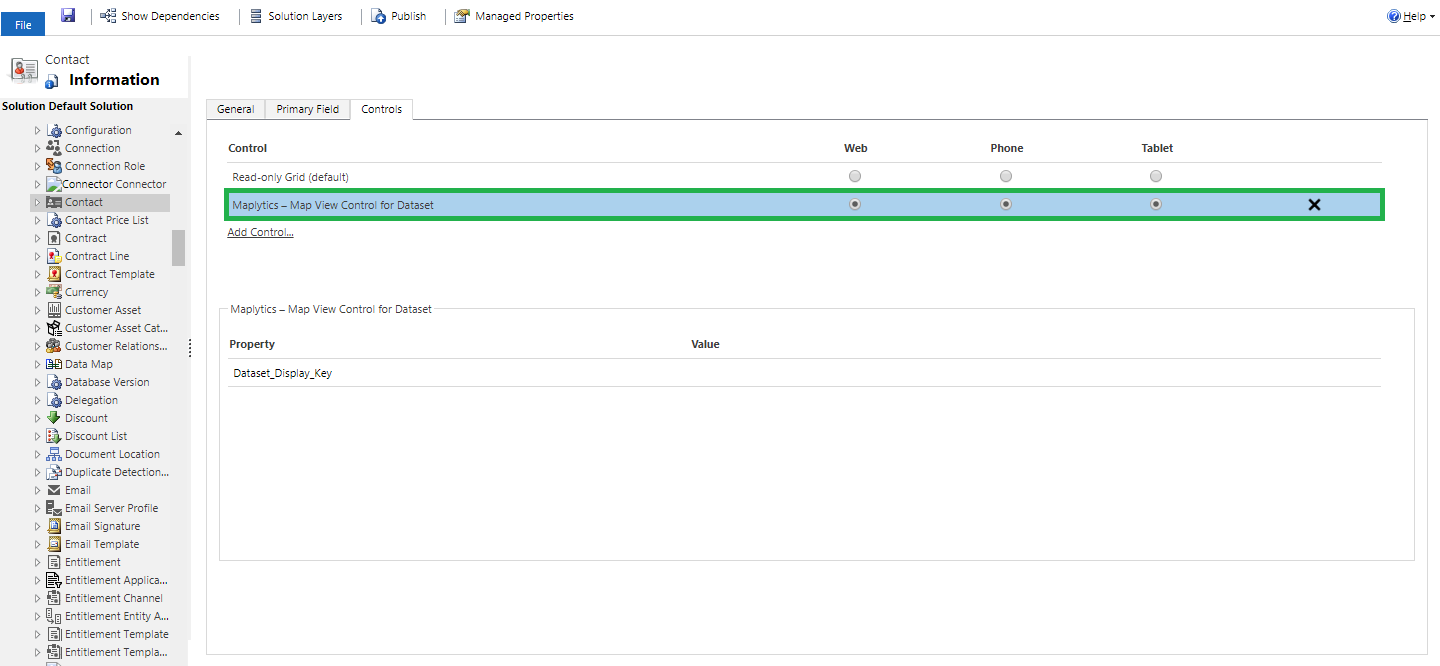 File
Show Dependencies
Solution Layers
Publish
Managed Properties
Help
Contact
Information
Solution Default Solution
Configuration
Connection
Connection Role
Connector Connector
Contact
Contact Price List
Contract
Contract Line
Contract Template
Currency
Customer Asset
Customer Asset Cat...
Customer Relations...
Data Map
Database Version
Delegation
Discount
Discount List
Document Location
Duplicate Detection...
Email
Email Server Profile
Email Signature
Email Template
Entitlement
Entitlement Applica...
Entitlement Channel
Entitlement Entity A...
Entitlement Template
Entitlement Templa...
General
Primary Field
Controls
Control Web Phone Tablet
Read-only Grid (default)
Maplytics – Map View Control for Dataset
Add Control...
Maplytics – Map View Control for Dataset
Property Value
Dataset_Display_Key